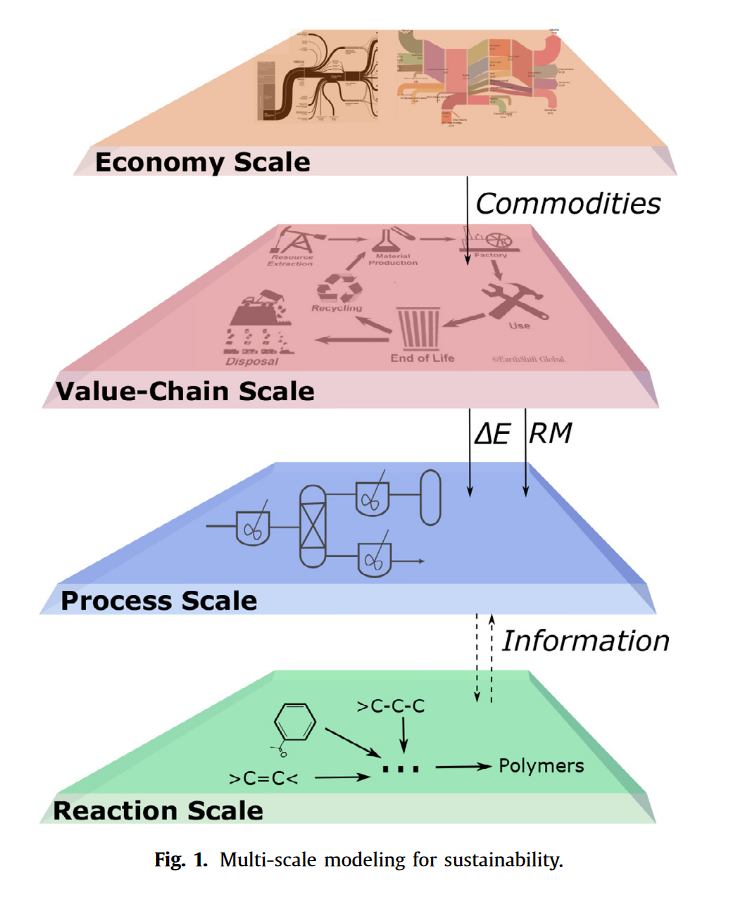 Economy Scale
Commodities
Resource
Extraction
Material
Production
Factory
Recycling
Use
Disposal
End of Life
©EarthShift Global
Value-Chain Scale
ΔE RM
Process Scale
Information
>C-C-C
>C=C<
... Polymers
Reaction Scale
Fig. 1. Multi-scale modeling for sustainability.